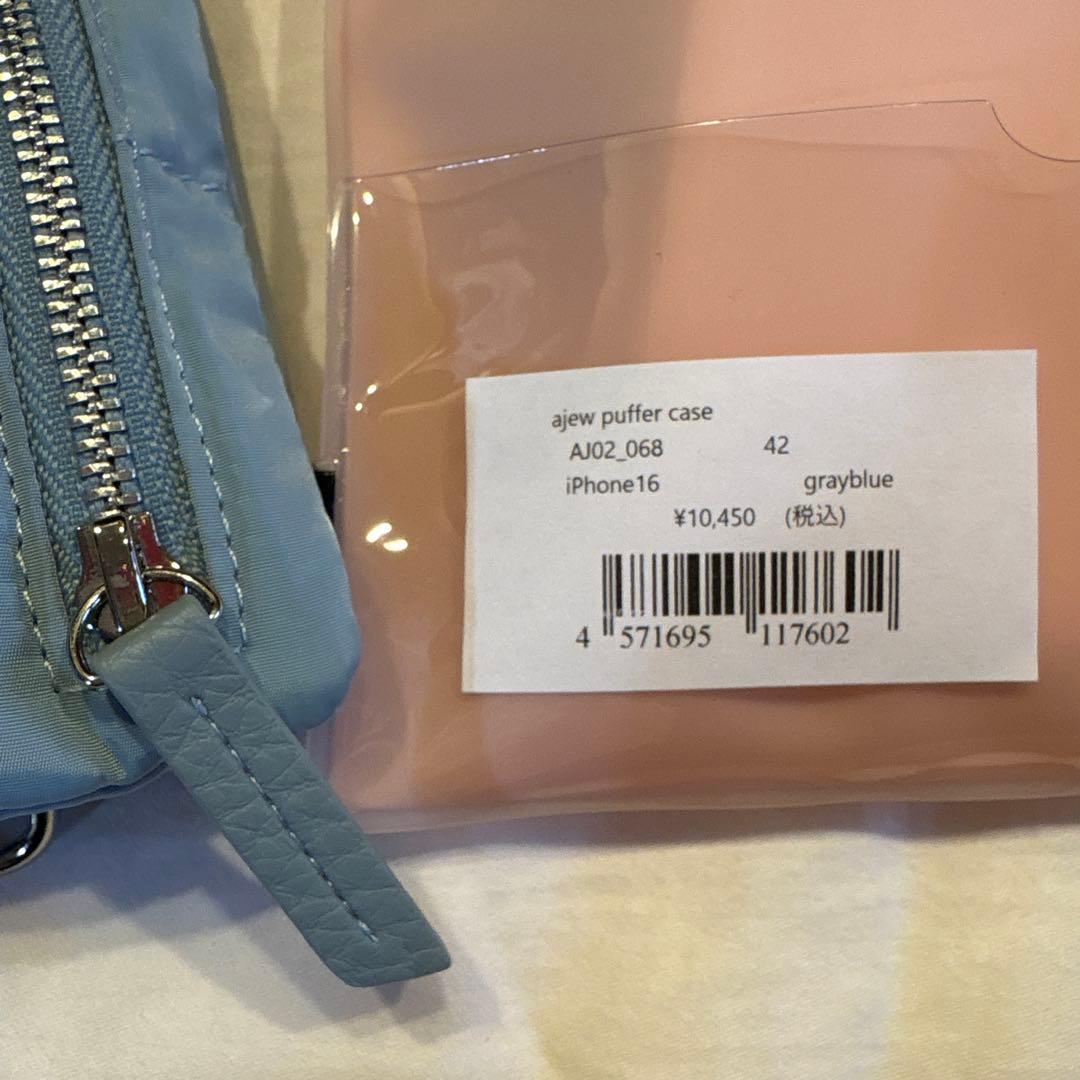 ajew puffer case
AJ02_068 42
iPhone16 grayblue
¥10,450 (税込)
4 571695 117602